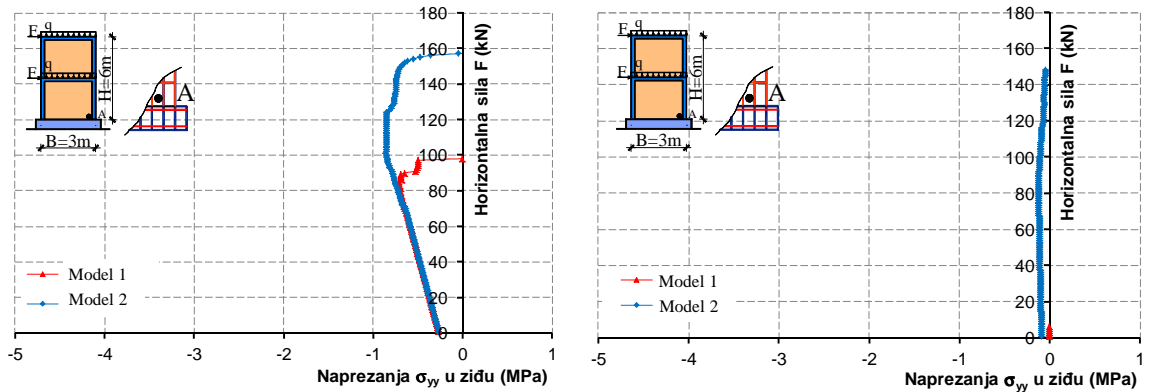 180
160
140
120
100
80
60
40
20
0
Horizontalna sila F (kN)
q
F
q
F
H=6m
A
B=3m
A
Model 1
Model 2
-5 -4 -3 -2 -1 0 1
Naprezanja σyy u ziđu (MPa)
180
160
140
120
100
80
60
40
20
0
Horizontalna sila F (kN)
q
F
q
F
H=6m
A
B=3m
A
Model 1
Model 2
-5 -4 -3 -2 -1 0 1
Naprezanja σyy u ziđu (MPa)